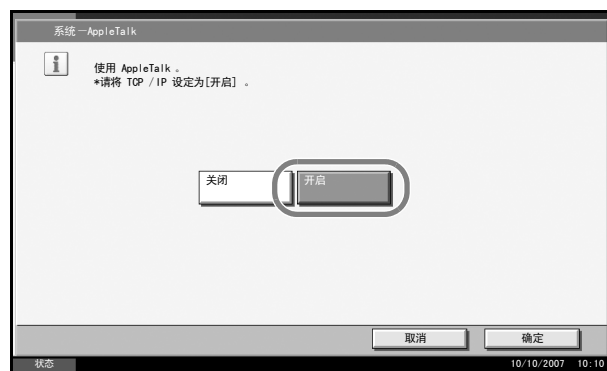 系统－AppleTalk
使用 AppleTalk 。
*请将 TCP /IP 设定为[开启] 。
关闭 开启
取消 确定
状态 10/10/2007 10:10